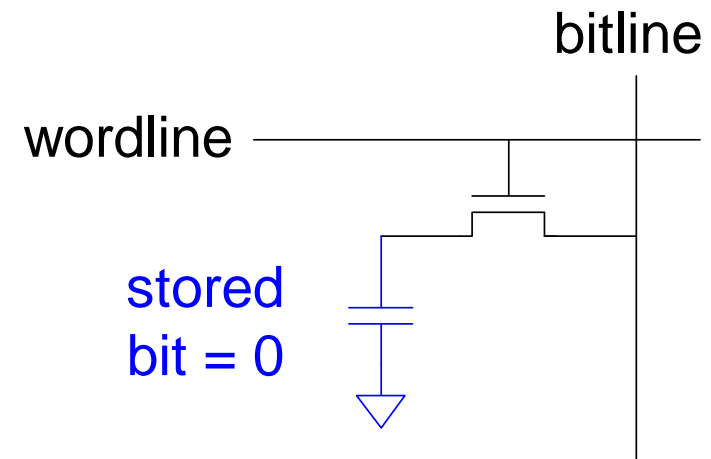 bitline
wordline
stored
bit = 0